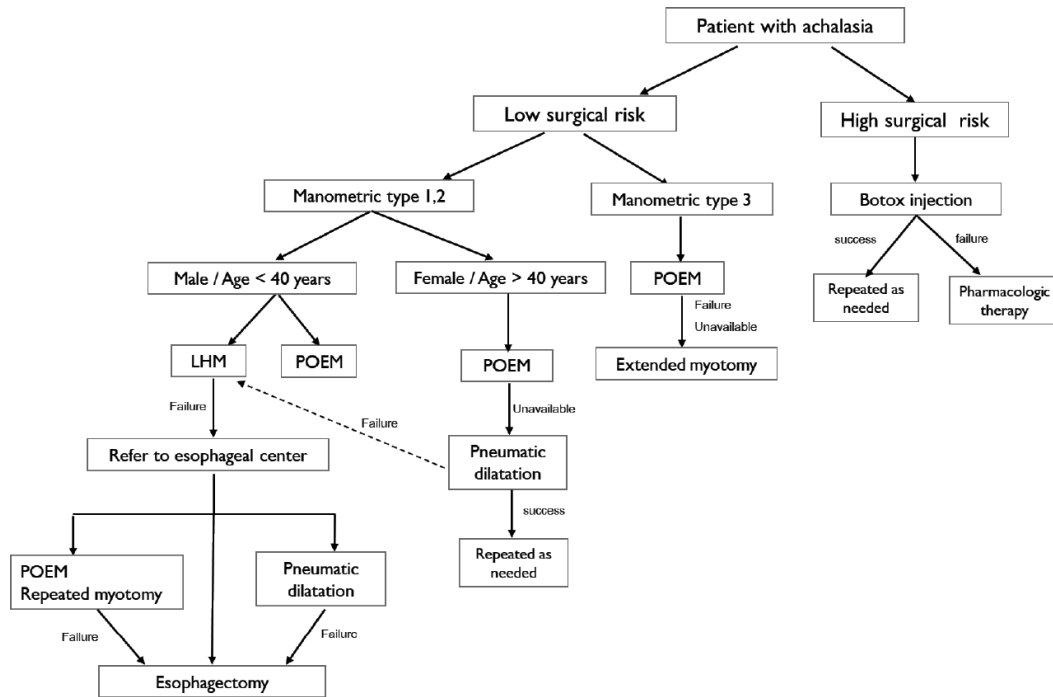 Patient with achalasia
Low surgical risk
High surgical risk
Manometric type 1,2
Manometric type 3
Botox injection
success
failure
Male / Age < 40 years
Female / Age > 40 years
POEM
Repeated as
needed
Pharmacologic
therapy
Failure
Unavailable
LHM
POEM
POEM
Extended myotomy
Failure
Failure
Unavailable
Refer to esophageal center
Pneumatic
dilatation
success
Repeated as
needed
POEM
Repeated myotomy
Pneumatic
dilatation
Failure
Failure
Esophagectomy